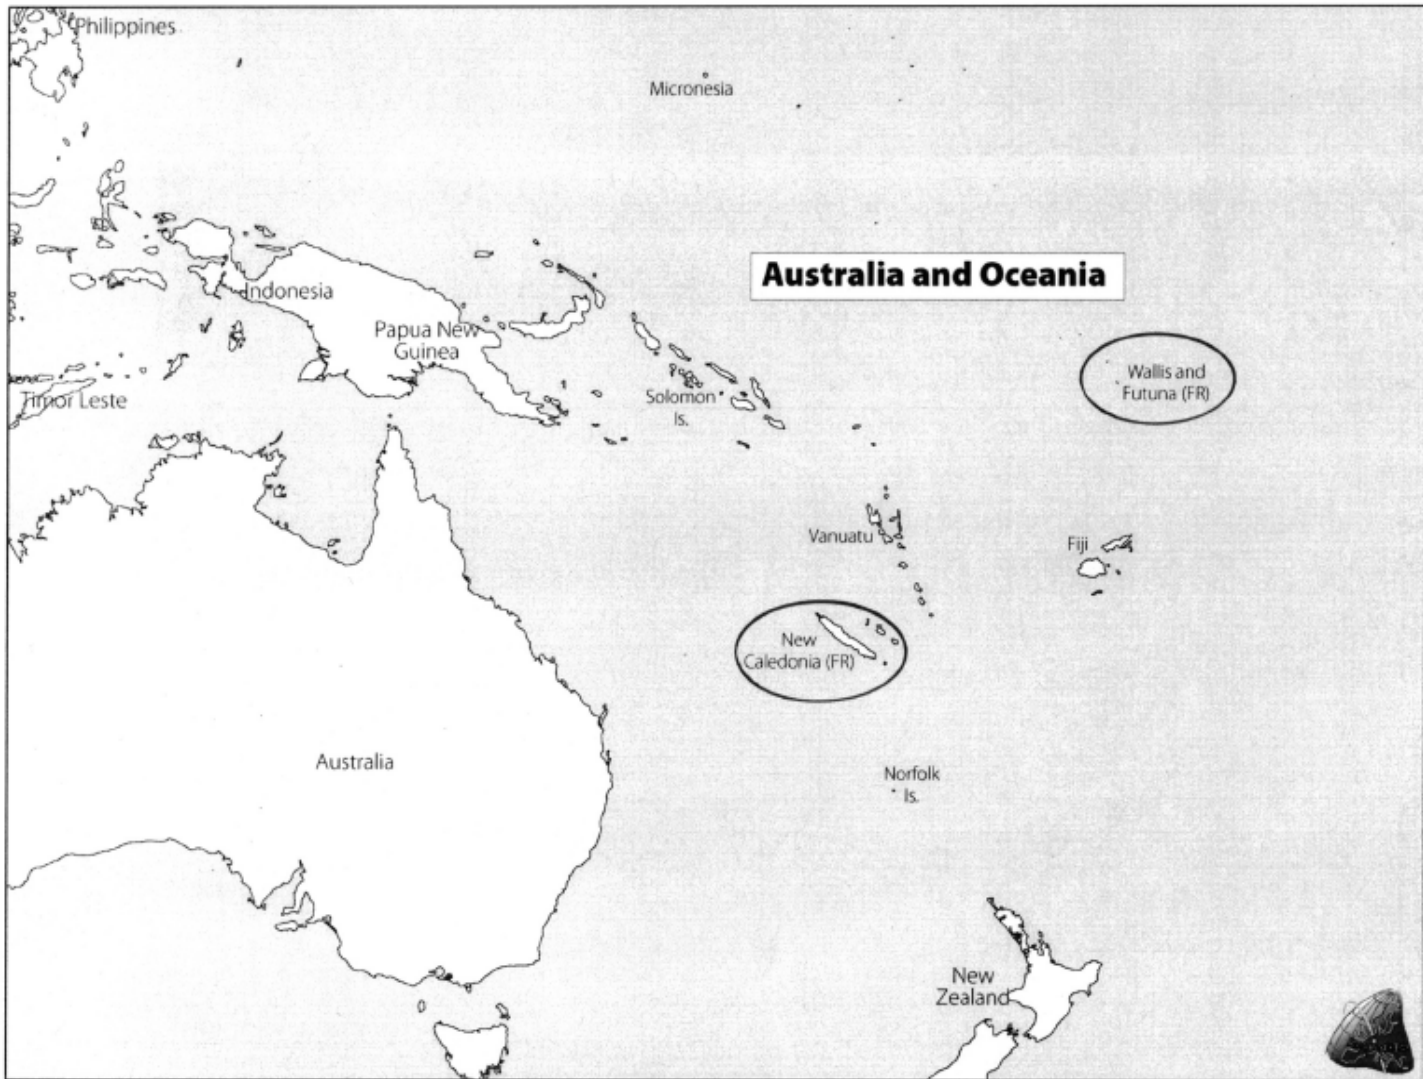 Philippines
Micronesia
Australia and Oceania
Indonesia
Papua New
Guinea
Wallis and
Futuna (FR)
Timor Leste
Solomon
Is.
Vanuatu
Fiji
New
Caledonia (FR)
Australia
Norfolk
Is.
New
Zealand